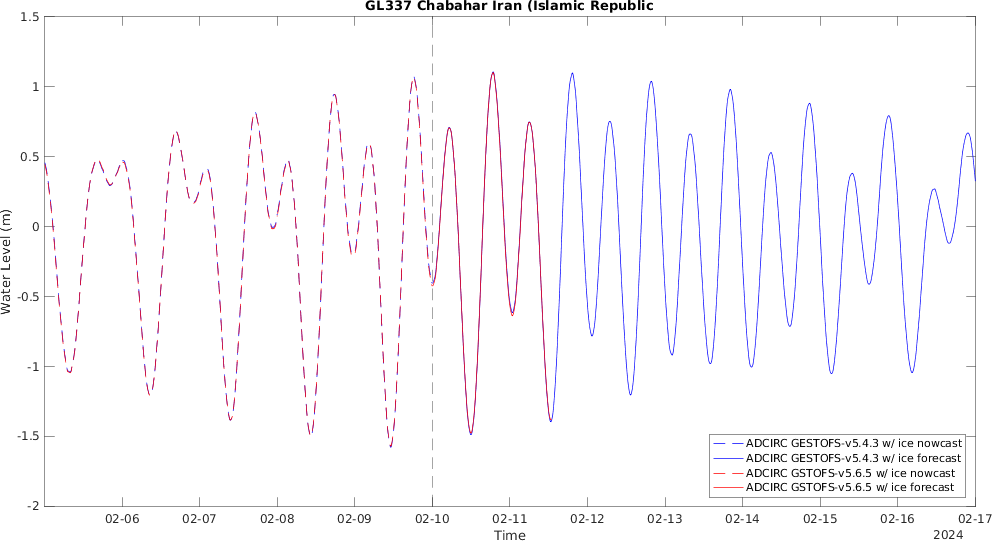 GL337 Chabahar Iran (Islamic Republic
1.5
1
0.5
0
-0.5
-1
-1.5
-2
Water Level (m)
ADCIRC GESTOFS-v5.4.3 w/ ice nowcast
ADCIRC GESTOFS-v5.4.3 w/ ice forecast
ADCIRC GSTOFS-v5.6.5 w/ ice nowcast
ADCIRC GSTOFS-v5.6.5 w/ ice forecast
02-06 02-07 02-08 02-09 02-10 02-11 02-12 02-13 02-14 02-15 02-16 02-17
Time
2024